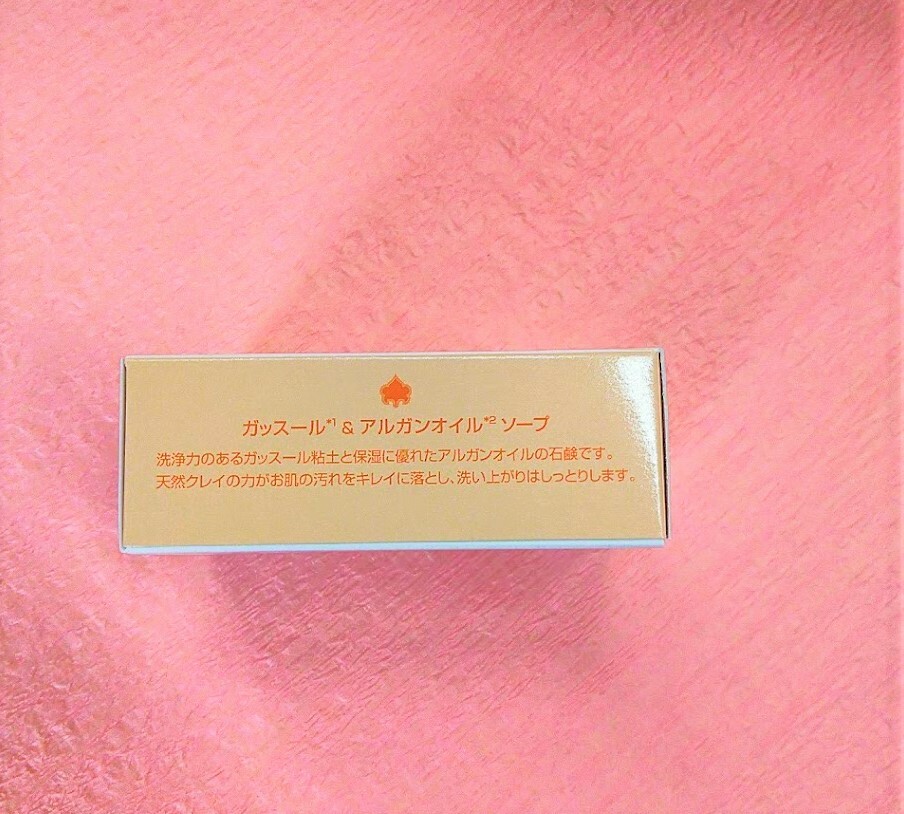 ガッスール*1 & アルガンオイル*2 ソープ
洗浄力のあるガッスール粘土と保湿に優れたアルガンオイルの石鹸です。
天然クレイの力がお肌の汚れをキレイに落とし、洗い上がりはしっとりします。